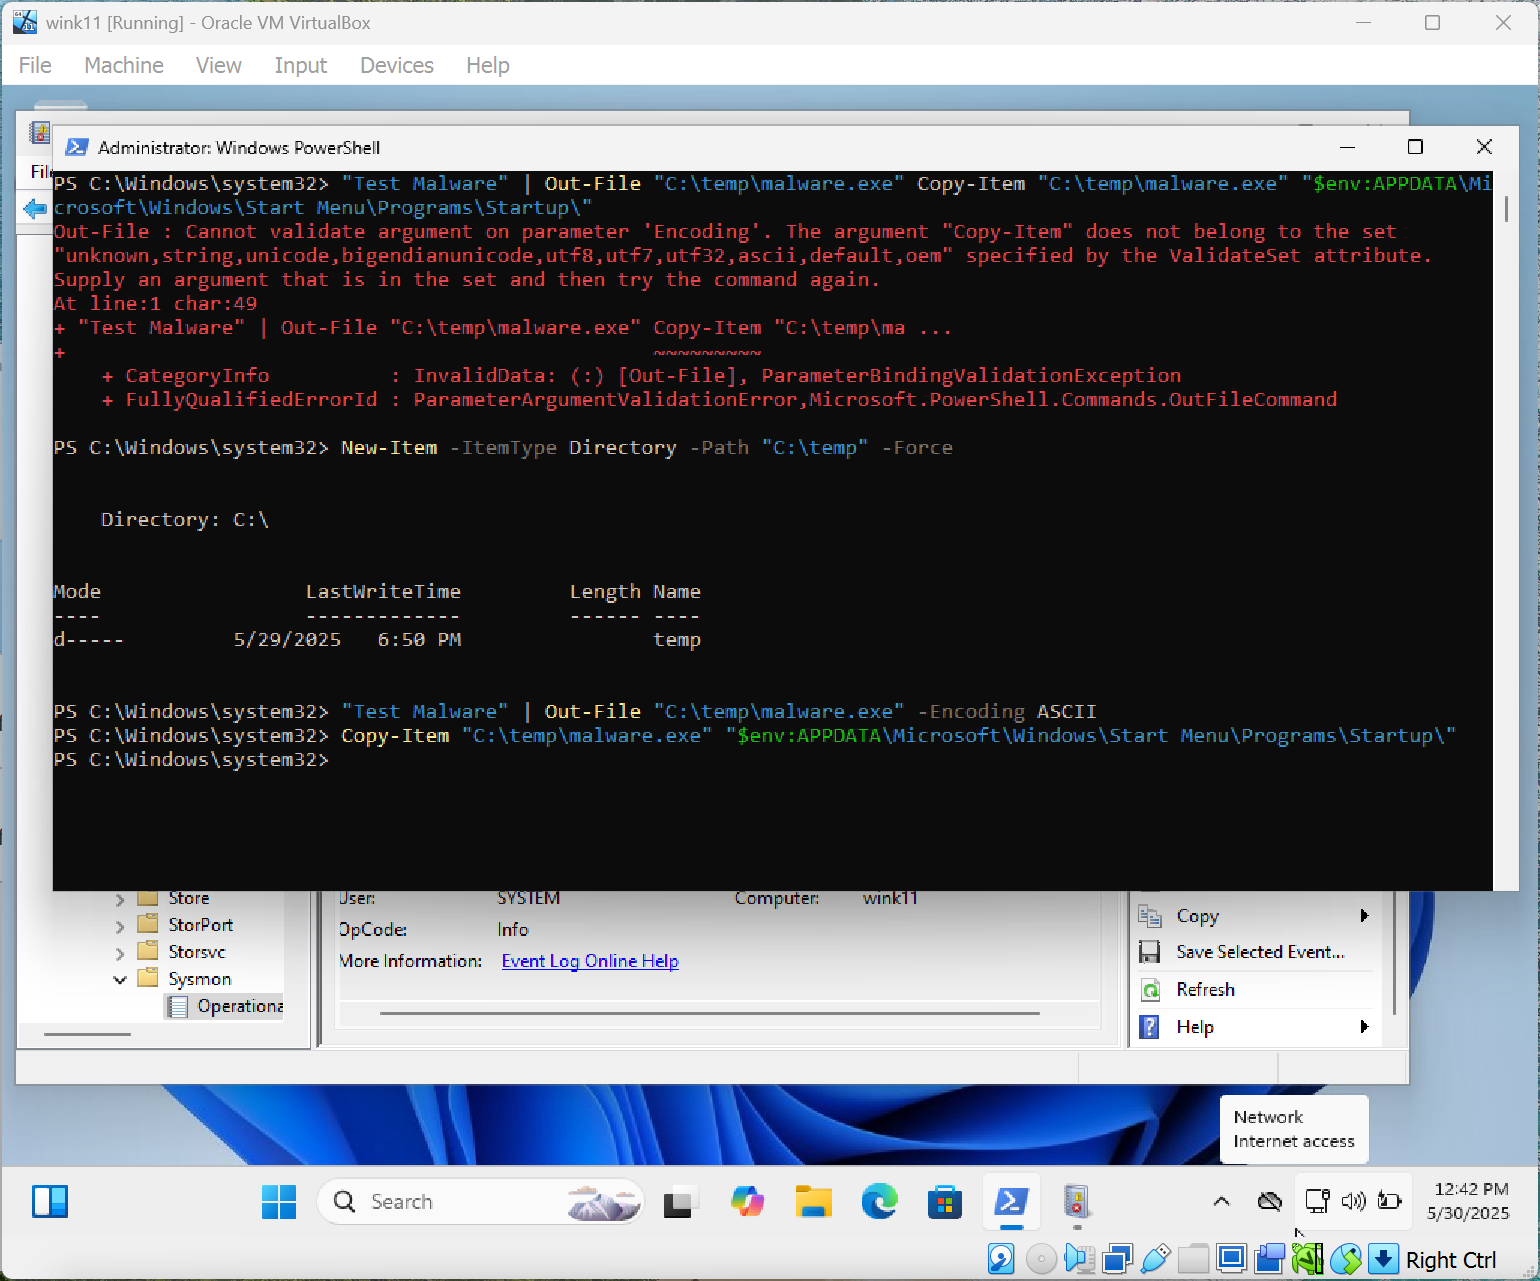 wink11 [Running] - Oracle VM VirtualBox
File Machine View Input Devices Help
Administrator: Windows PowerShell
PS C:\Windows\system32> "Test Malware" | Out-File "C:\temp\malware.exe" Copy-Item "C:\temp\malware.exe" "$env:APPDATA\Mi
crosoft\Windows\Start Menu\Programs\Startup\"
Out-File : Cannot validate argument on parameter 'Encoding'. The argument "Copy-Item" does not belong to the set
"unknown,string,unicode,bigendianunicode,utf8,utf7,utf32,ascii,default,oem" specified by the ValidateSet attribute.
Supply an argument that is in the set and then try the command again.
At line:1 char:49
+ "Test Malware" | Out-File "C:\temp\malware.exe" Copy-Item "C:\temp\ma ...
+                                                  ~~~~~~~~~
    + CategoryInfo          : InvalidData: (:) [Out-File], ParameterBindingValidationException
    + FullyQualifiedErrorId : ParameterArgumentValidationError,Microsoft.PowerShell.Commands.OutFileCommand
PS C:\Windows\system32> New-Item -ItemType Directory -Path "C:\temp" -Force
    Directory: C:\
Mode                 LastWriteTime         Length Name
----                 -------------         ------ ----
d-----         5/29/2025   6:50 PM                temp
PS C:\Windows\system32> "Test Malware" | Out-File "C:\temp\malware.exe" -Encoding ASCII
PS C:\Windows\system32> Copy-Item "C:\temp\malware.exe" "$env:APPDATA\Microsoft\Windows\Start Menu\Programs\Startup\"
PS C:\Windows\system32>
Store
StorPort
Storsvc
Sysmon
Operationa
User: SYSTEM Computer: wink11
OpCode: Info
More Information: Event Log Online Help
Copy
Save Selected Event...
Refresh
Help
Network
Internet access
Search
12:42 PM
5/30/2025
Right Ctrl